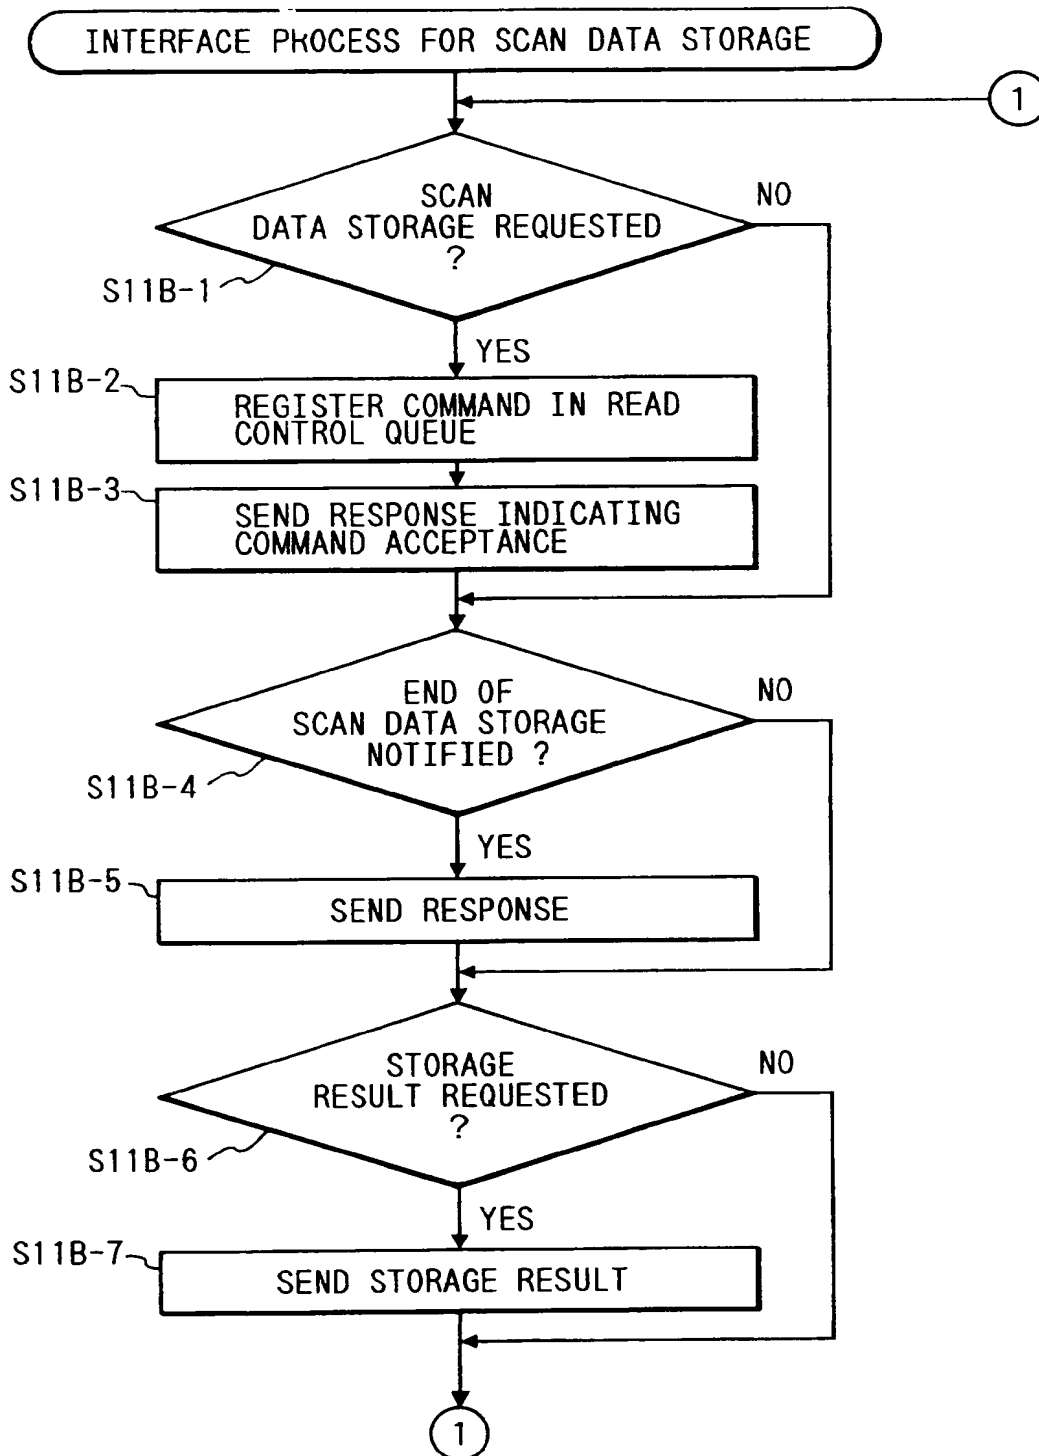 INTERFACE PROCESS FOR SCAN DATA STORAGE
1
SCAN
DATA STORAGE REQUESTED
?
NO
S11B-1
YES
S11B-2
REGISTER COMMAND IN READ
CONTROL QUEUE
S11B-3
SEND RESPONSE INDICATING
COMMAND ACCEPTANCE
END OF
SCAN DATA STORAGE
NOTIFIED ?
NO
S11B-4
YES
S11B-5
SEND RESPONSE
STORAGE
RESULT REQUESTED
?
NO
S11B-6
YES
S11B-7
SEND STORAGE RESULT
1